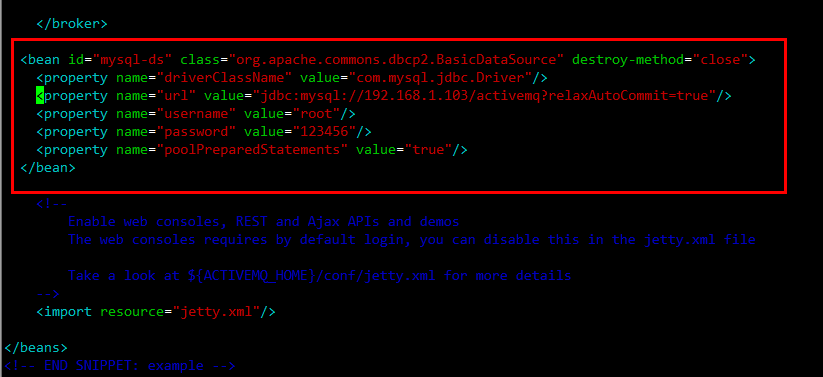 </broker>
<bean id="mysql-ds" class="org.apache.commons.dbcp2.BasicDataSource" destroy-method="close">
<property name="driverClassName" value="com.mysql.jdbc.Driver"/>
<property name="url" value="jdbc:mysql://192.168.1.103/activemq?relaxAutoCommit=true"/>
<property name="username" value="root"/>
<property name="password" value="123456"/>
<property name="poolPreparedStatements" value="true"/>
</bean>
<!--
Enable web consoles, REST and Ajax APIs and demos
The web consoles requires by default login, you can disable this in the jetty.xml file
Take a look at ${ACTIVEMQ_HOME}/conf/jetty.xml for more details
-->
<import resource="jetty.xml"/>
</beans>
<!-- END SNIPPET: example -->